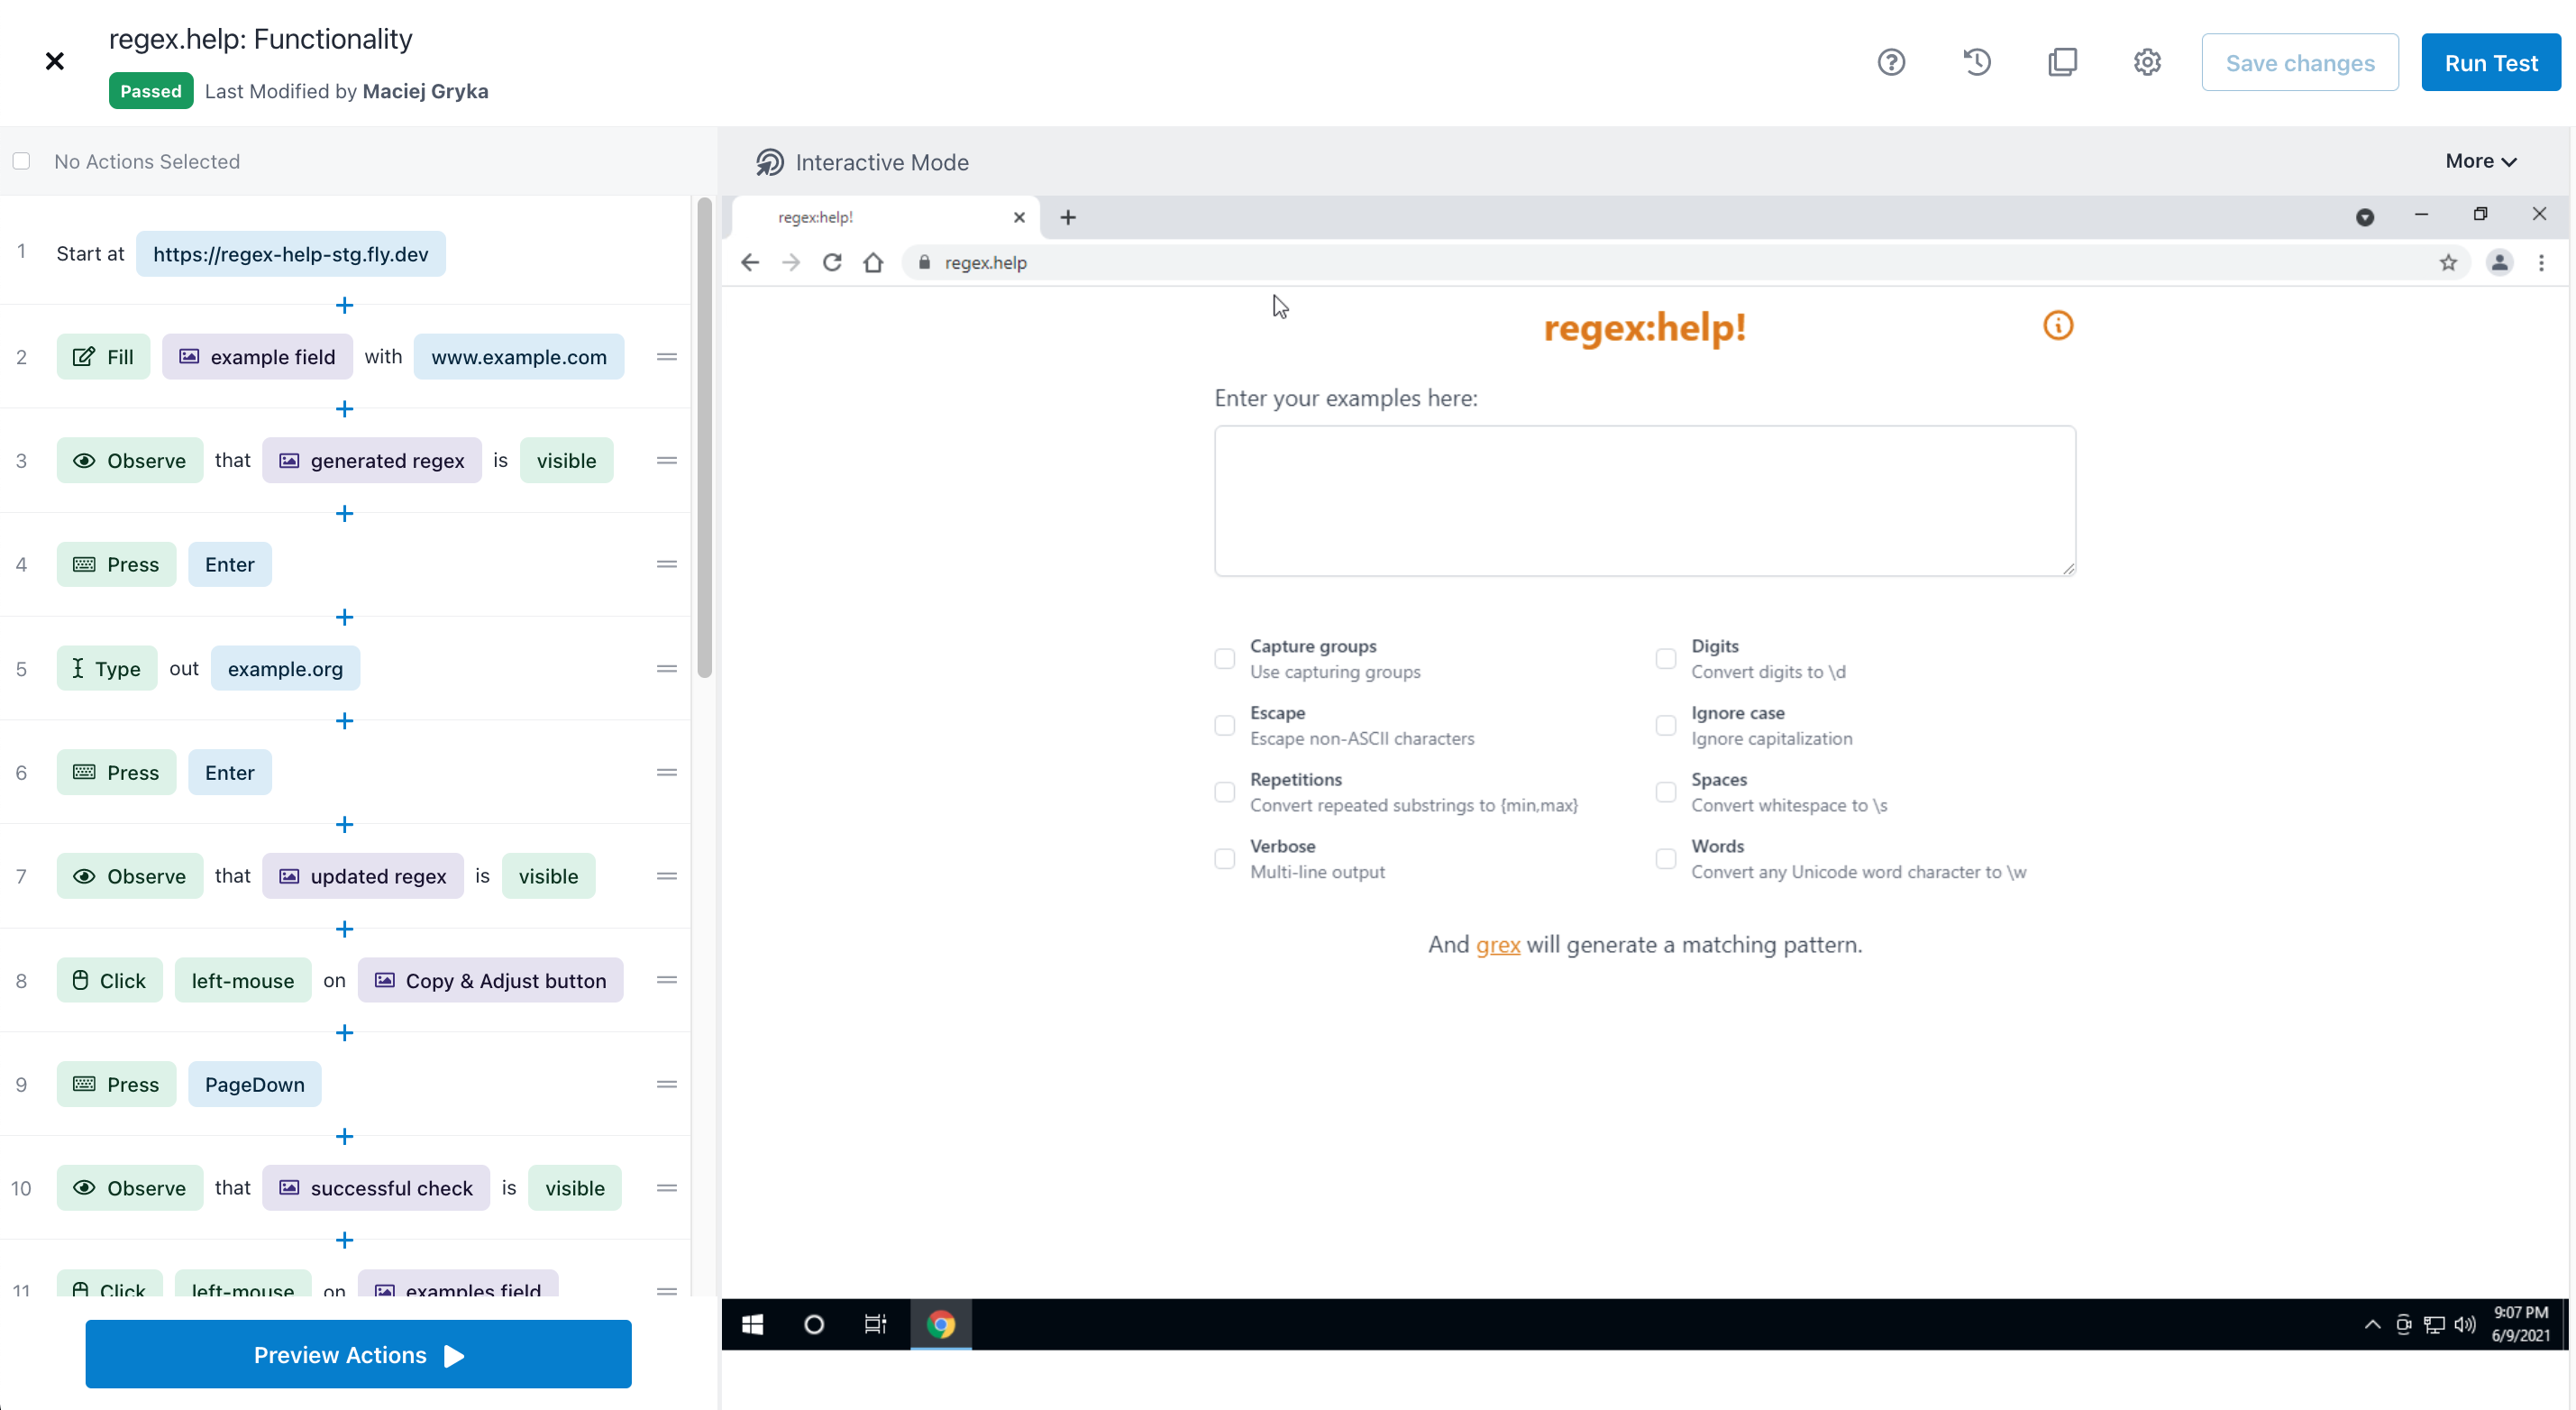 regex.help: Functionality
Passed Last Modified by Maciej Gryka
Save changes
Run Test
No Actions Selected
1 Start at https://regex-help-stg.fly.dev
2 Fill example field with www.example.com
3 Observe that generated regex is visible
4 Press Enter
5 Type out example.org
6 Press Enter
7 Observe that updated regex is visible
8 Click left-mouse on Copy & Adjust button
9 Press PageDown
10 Observe that successful check is visible
11 Click left-mouse on examples field
Preview Actions
Interactive Mode
More
regex:help!
regex.help
regex:help!
Enter your examples here:
Capture groups
Use capturing groups
Digits
Convert digits to \d
Escape
Escape non-ASCII characters
Ignore case
Ignore capitalization
Repetitions
Convert repeated substrings to {min,max}
Spaces
Convert whitespace to \s
Verbose
Multi-line output
Words
Convert any Unicode word character to \w
And grex will generate a matching pattern.
9:07 PM
6/9/2021